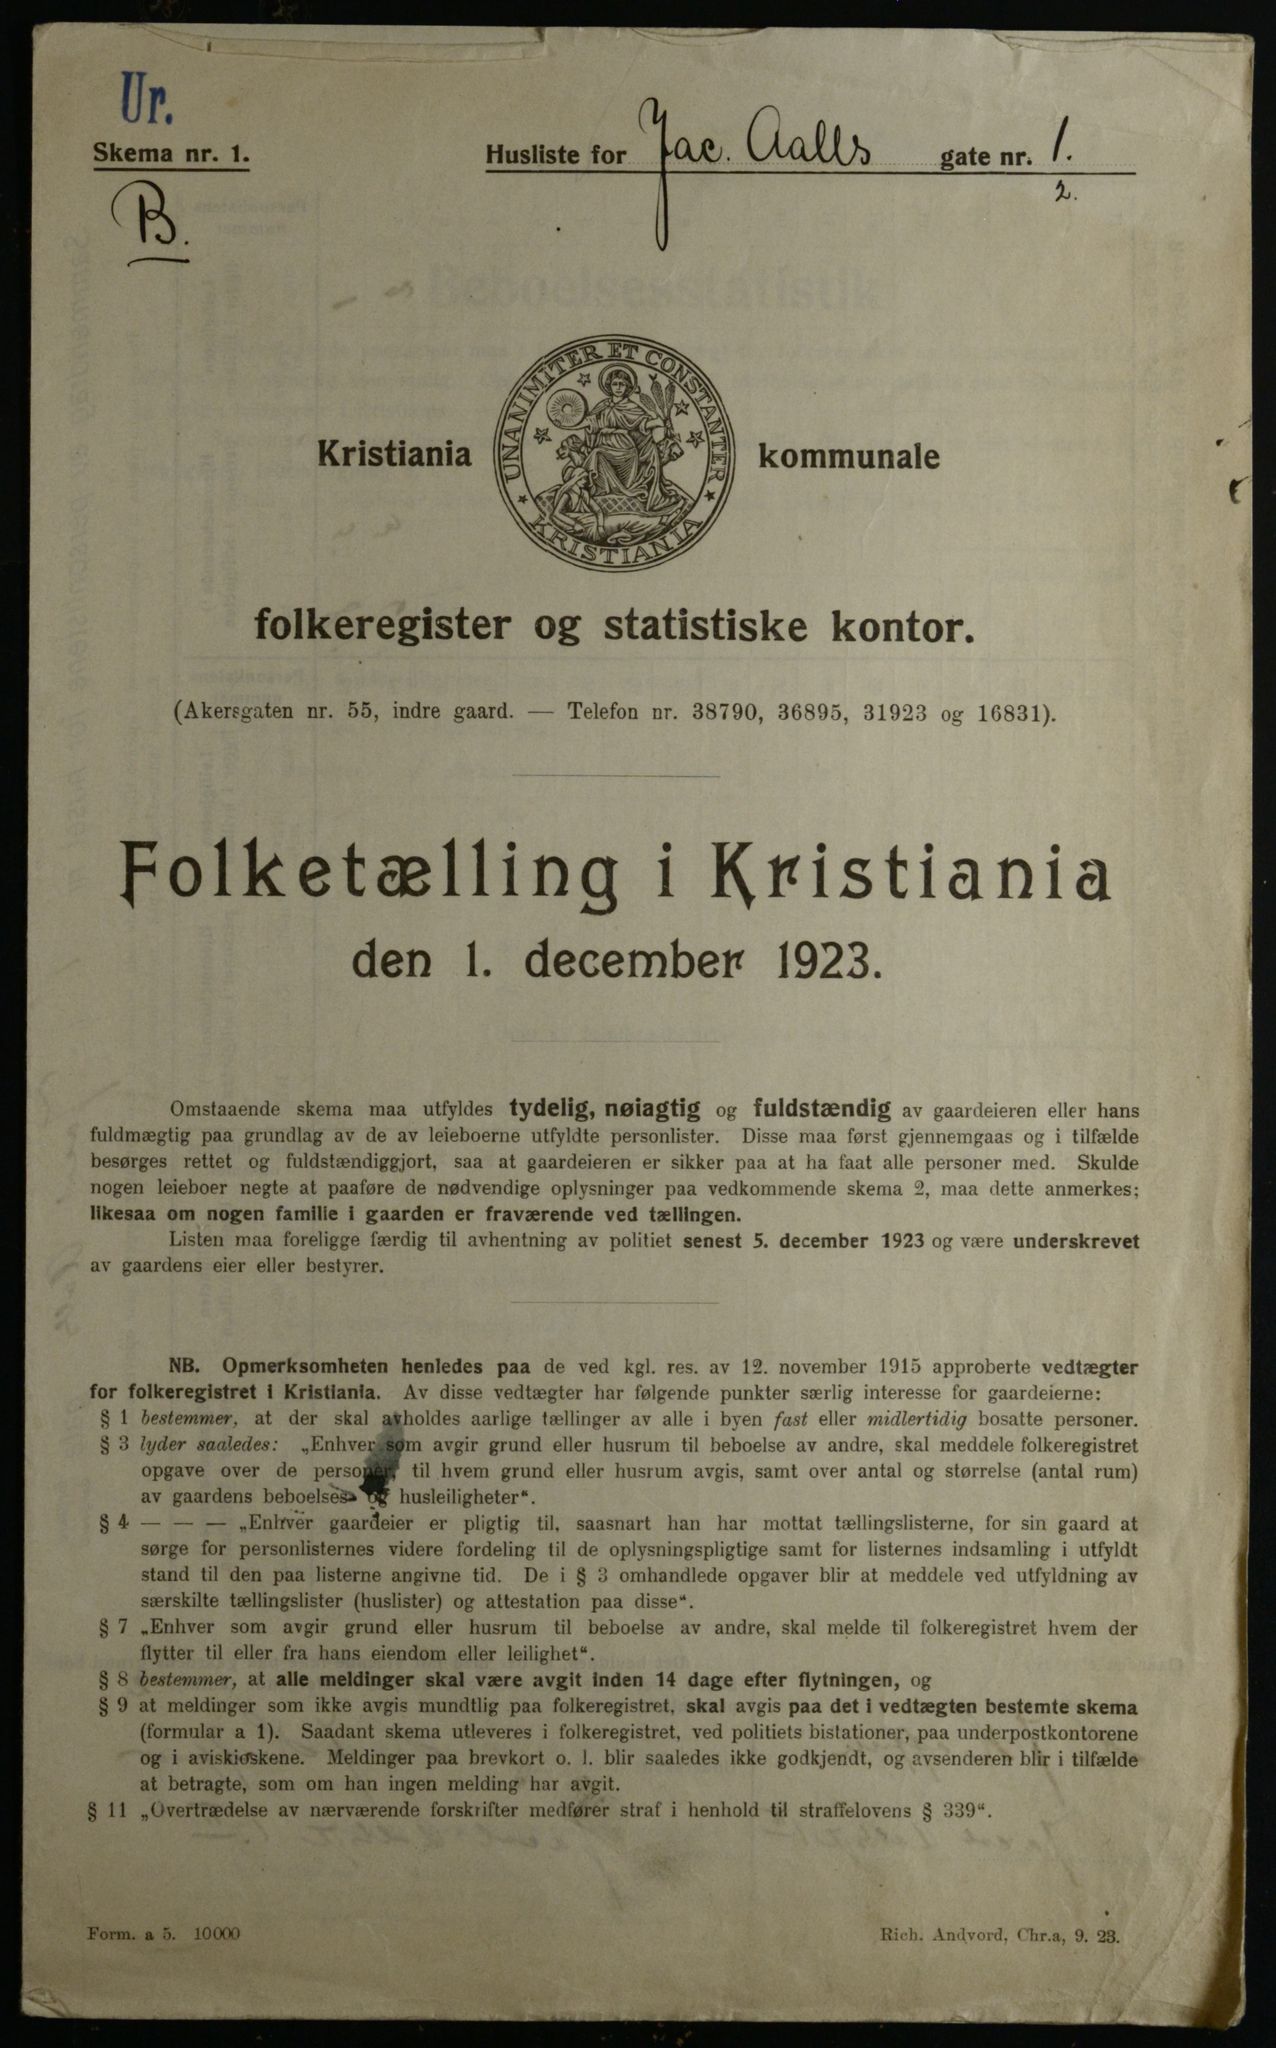 Ur.
Skema nr. 1. Husliste for Jac. Aalls gate nr. 1.
2.
B.
UNANIMITER ET CONSTANTER
KRISTIANIA
Kristiania kommunale
folkeregister og statistiske kontor.
(Akersgaten nr. 55, indre gaard. — Telefon nr. 38790, 36895, 31923 og 16831).
Folketælling i Kristiania
den 1. december 1923.
Omstaaende skema maa utfyldes tydelig, nøiagtig og fuldstændig av gaardeieren eller hans
fuldmægtig paa grundlag av de av leieboerne utfyldte personlister. Disse maa først gjennemgaas og i tilfælde
besørges rettet og fuldstændiggjort, saa at gaardeieren er sikker paa at ha faat alle personer med. Skulde
nogen leieboer negte at paaføre de nødvendige oplysninger paa vedkommende skema 2, maa dette anmerkes;
likesaa om nogen familie i gaarden er fraværende ved tællingen.
Listen maa foreligge færdig til avhentning av politiet senest 5. december 1923 og være underskrevet
av gaardens eier eller bestyrer.
NB. Opmerksomheten henledes paa de ved kgl. res. av 12. november 1915 approberte vedtægter
for folkeregistret i Kristiania. Av disse vedtægter har følgende punkter særlig interesse for gaardeierne:
§ 1 bestemmer, at der skal avholdes aarlige tællinger av alle i byen fast eller midlertidig bosatte personer.
§ 3 lyder saaledes: „Enhver som avgir grund eller husrum til beboelse av andre, skal meddele folkeregistret
opgave over de personer, til hvem grund eller husrum avgis, samt over antal og størrelse (antal rum)
av gaardens beboelses- og husleiligheter“.
§ 4 — — — „Enhver gaardeier er pligtig til, saasnart han har mottat tællingslisterne, for sin gaard at
sørge for personlisternes videre fordeling til de oplysningspligtige samt for listernes indsamling i utfyldt
stand til den paa listerne angivne tid. De i § 3 omhandlede opgaver blir at meddele ved utfyldning av
særskilte tællingslister (huslister) og attestation paa disse“.
§ 7 „Enhver som avgir grund eller husrum til beboelse av andre, skal melde til folkeregistret hvem der
flytter til eller fra hans eiendom eller leilighet“.
§ 8 bestemmer, at alle meldinger skal være avgit inden 14 dage efter flytningen, og
§ 9 at meldinger som ikke avgis mundtlig paa folkeregistret, skal avgis paa det i vedtægten bestemte skema
(formular a 1). Saadant skema utleveres i folkeregistret, ved politiets bistationer, paa underpostkontorene
og i aviskioskene. Meldinger paa brevkort o. l. blir saaledes ikke godkjendt, og avsenderen blir i tilfælde
at betragte, som om han ingen melding har avgit.
§ 11 „Overtrædelse av nærværende forskrifter medfører straf i henhold til straffelovens § 339“.
Form. a 5. 10000 Rich. Andvord, Chr.a, 9. 23.